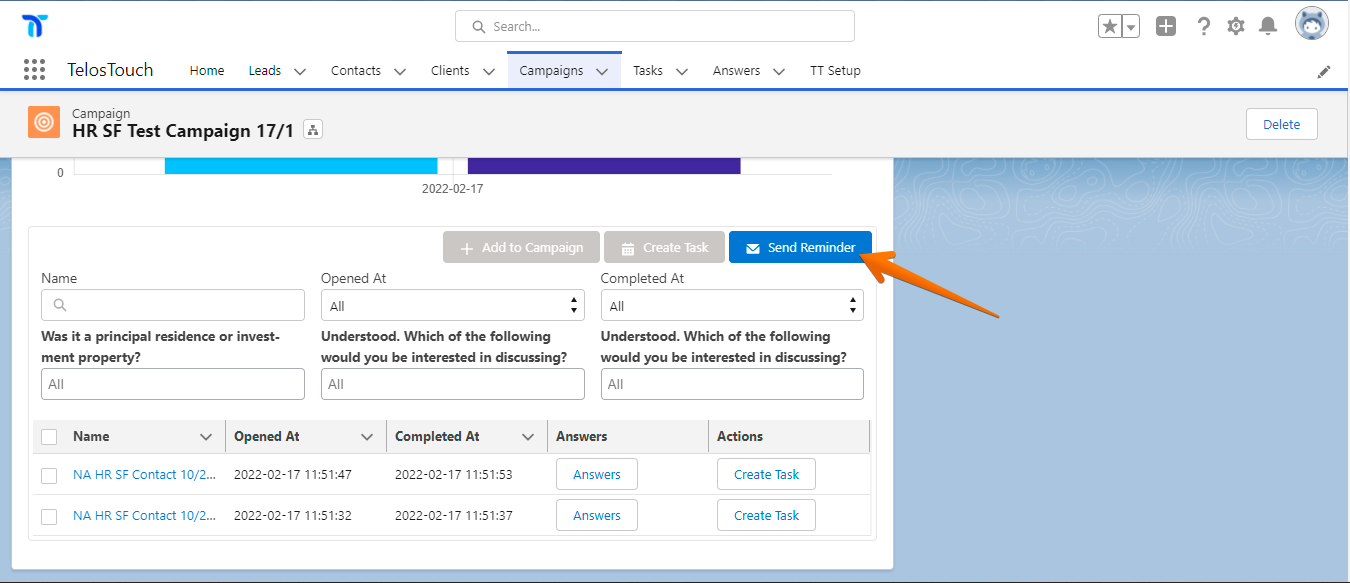 Search...
TelosTouch
Home
Leads
Contacts
Clients
Campaigns
Tasks
Answers
TT Setup
Campaign
HR SF Test Campaign 17/1
Delete
0
2022-02-17
Add to Campaign
Create Task
Send Reminder
Name
Opened At
Completed At
All
All
Was it a principal residence or invest-
ment property?
Understood. Which of the following
would you be interested in discussing?
Understood. Which of the following
would you be interested in discussing?
All
All
All
Name
Opened At
Completed At
Answers
Actions
NA HR SF Contact 10/2...
2022-02-17 11:51:47
2022-02-17 11:51:53
Answers
Create Task
NA HR SF Contact 10/2...
2022-02-17 11:51:32
2022-02-17 11:51:37
Answers
Create Task